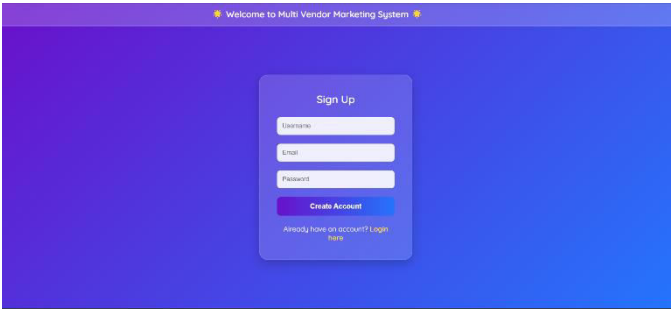 🌟 Welcome to Multi Vendor Marketing System 🌟
Sign Up
Username
Email
Password
Create Account
Already have an account? Login
here